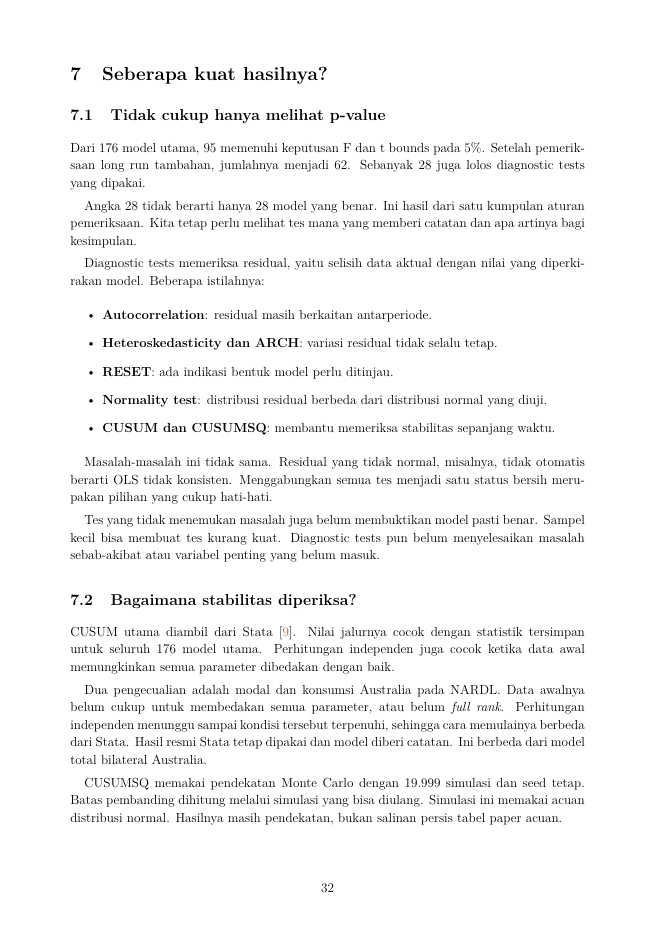 7 Seberapa kuat hasilnya?
7.1 Tidak cukup hanya melihat p-value
Dari 176 model utama, 95 memenuhi keputusan F dan t bounds pada 5%. Setelah pemerik-
saan long run tambahan, jumlahnya menjadi 62. Sebanyak 28 juga lolos diagnostic tests
yang dipakai.
Angka 28 tidak berarti hanya 28 model yang benar. Ini hasil dari satu kumpulan aturan
pemeriksaan. Kita tetap perlu melihat tes mana yang memberi catatan dan apa artinya bagi
kesimpulan.
Diagnostic tests memeriksa residual, yaitu selisih data aktual dengan nilai yang diperki-
rakan model. Beberapa istilahnya:
• Autocorrelation: residual masih berkaitan antarperiode.
• Heteroskedasticity dan ARCH: variasi residual tidak selalu tetap.
• RESET: ada indikasi bentuk model perlu ditinjau.
• Normality test: distribusi residual berbeda dari distribusi normal yang diuji.
• CUSUM dan CUSUMSQ: membantu memeriksa stabilitas sepanjang waktu.
Masalah-masalah ini tidak sama. Residual yang tidak normal, misalnya, tidak otomatis
berarti OLS tidak konsisten. Menggabungkan semua tes menjadi satu status bersih meru-
pakan pilihan yang cukup hati-hati.
Tes yang tidak menemukan masalah juga belum membuktikan model pasti benar. Sampel
kecil bisa membuat tes kurang kuat. Diagnostic tests pun belum menyelesaikan masalah
sebab-akibat atau variabel penting yang belum masuk.
7.2 Bagaimana stabilitas diperiksa?
CUSUM utama diambil dari Stata [9]. Nilai jalurnya cocok dengan statistik tersimpan
untuk seluruh 176 model utama. Perhitungan independen juga cocok ketika data awal
memungkinkan semua parameter dibedakan dengan baik.
Dua pengecualian adalah modal dan konsumsi Australia pada NARDL. Data awalnya
belum cukup untuk membedakan semua parameter, atau belum full rank. Perhitungan
independen menunggu sampai kondisi tersebut terpenuhi, sehingga cara memulainya berbeda
dari Stata. Hasil resmi Stata tetap dipakai dan model diberi catatan. Ini berbeda dari model
total bilateral Australia.
CUSUMSQ memakai pendekatan Monte Carlo dengan 19.999 simulasi dan seed tetap.
Batas pembanding dihitung melalui simulasi yang bisa diulang. Simulasi ini memakai acuan
distribusi normal. Hasilnya masih pendekatan, bukan salinan persis tabel paper acuan.
32